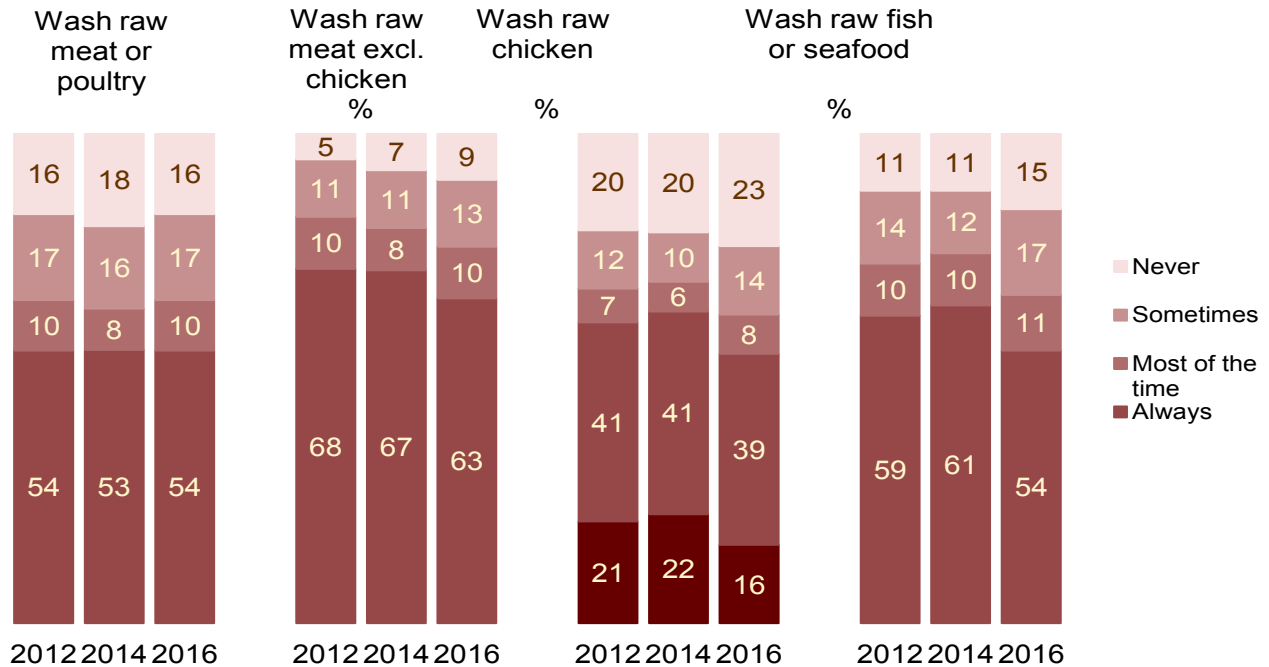 Wash raw
meat or
poultry
Wash raw
meat excl.
chicken
%
Wash raw
chicken
%
Wash raw fish
or seafood
%
16 18 16
17 16 17
10 8 10
54 53 54
2012 2014 2016
5 7 9
11 11 13
10 8 10
68 67 63
2012 2014 2016
20 20 23
12 10 14
7 6 8
41 41 39
21 22 16
2012 2014 2016
11 11 15
14 12 17
10 10 11
59 61 54
2012 2014 2016
Never
Sometimes
Most of the
time
Always